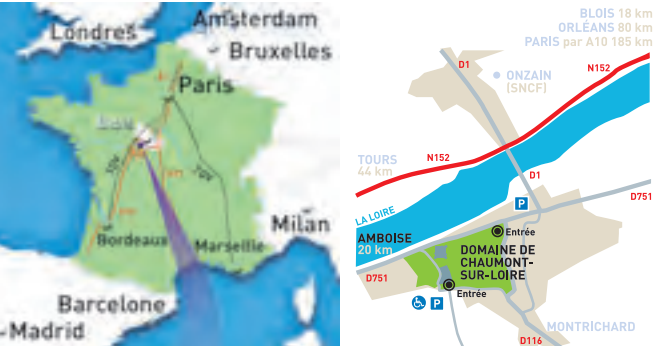 Amsterdam
Londres
Bruxelles
Paris
Bordeaux
Marseille
Milan
Barcelone
Madrid
BLOIS 18 km
ORLÉANS 80 km
PARIS par A10 185 km
D1
N152
ONZAIN
(SNCF)
TOURS
44 km
N152
D1
D751
P
LA LOIRE
Entrée
AMBOISE
20 km
DOMAINE DE
CHAUMONT-
SUR-LOIRE
D751
Entrée
P
MONTRICHARD
D116